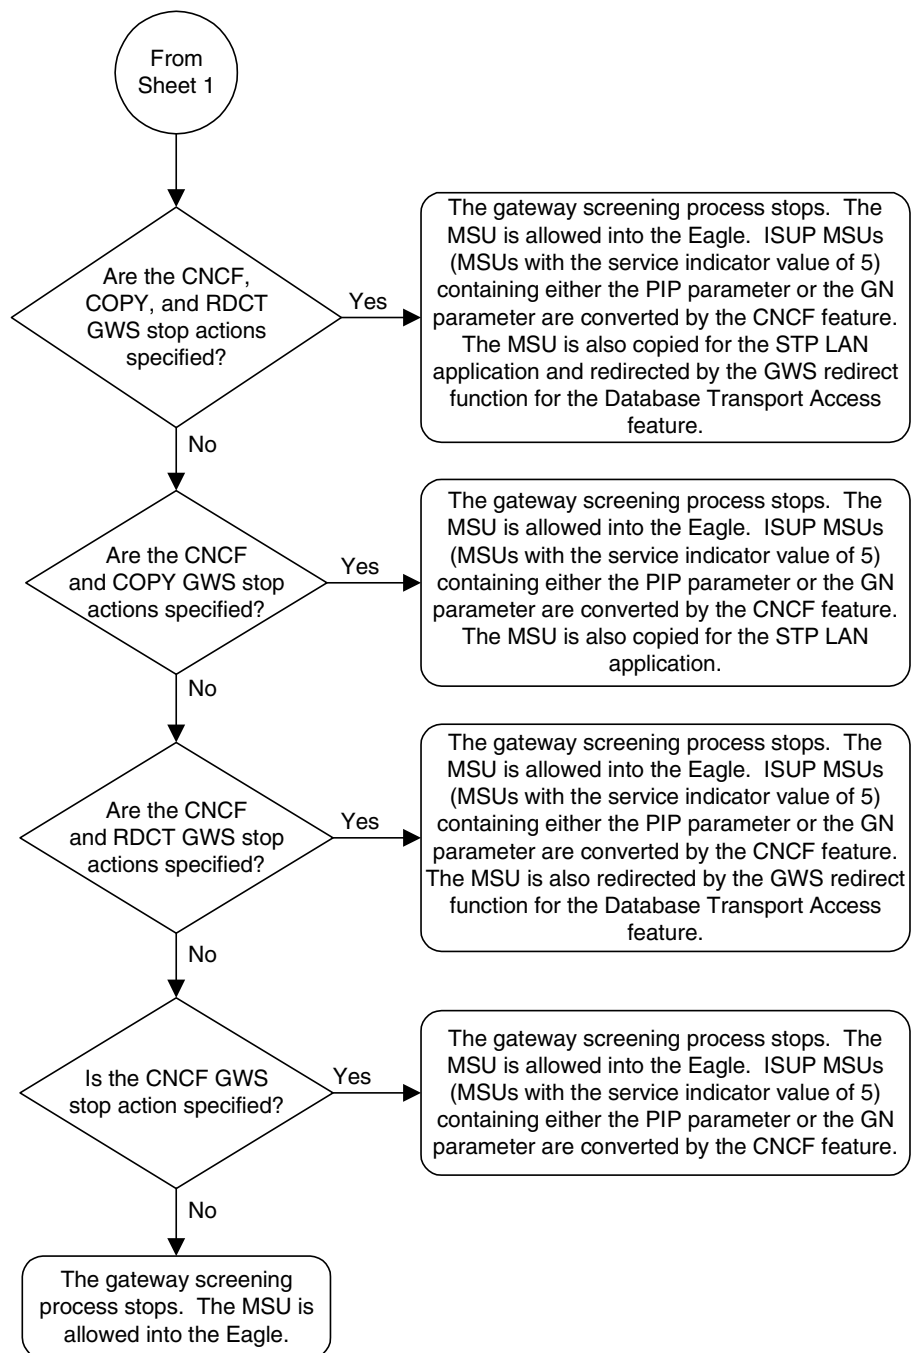 From
Sheet 1
Are the CNCF,
COPY, and RDCT
GWS stop actions
specified?
Yes
The gateway screening process stops. The
MSU is allowed into the Eagle. ISUP MSUs
(MSUs with the service indicator value of 5)
containing either the PIP parameter or the GN
parameter are converted by the CNCF feature.
The MSU is also copied for the STP LAN
application and redirected by the GWS redirect
function for the Database Transport Access
feature.
No
Are the CNCF
and COPY GWS stop
actions specified?
Yes
The gateway screening process stops. The
MSU is allowed into the Eagle. ISUP MSUs
(MSUs with the service indicator value of 5)
containing either the PIP parameter or the GN
parameter are converted by the CNCF feature.
The MSU is also copied for the STP LAN
application.
No
Are the CNCF
and RDCT GWS stop
actions specified?
Yes
The gateway screening process stops. The
MSU is allowed into the Eagle. ISUP MSUs
(MSUs with the service indicator value of 5)
containing either the PIP parameter or the GN
parameter are converted by the CNCF feature.
The MSU is also redirected by the GWS redirect
function for the Database Transport Access
feature.
No
Is the CNCF GWS
stop action specified?
Yes
The gateway screening process stops. The
MSU is allowed into the Eagle. ISUP MSUs
(MSUs with the service indicator value of 5)
containing either the PIP parameter or the GN
parameter are converted by the CNCF feature.
No
The gateway screening
process stops. The MSU is
allowed into the Eagle.